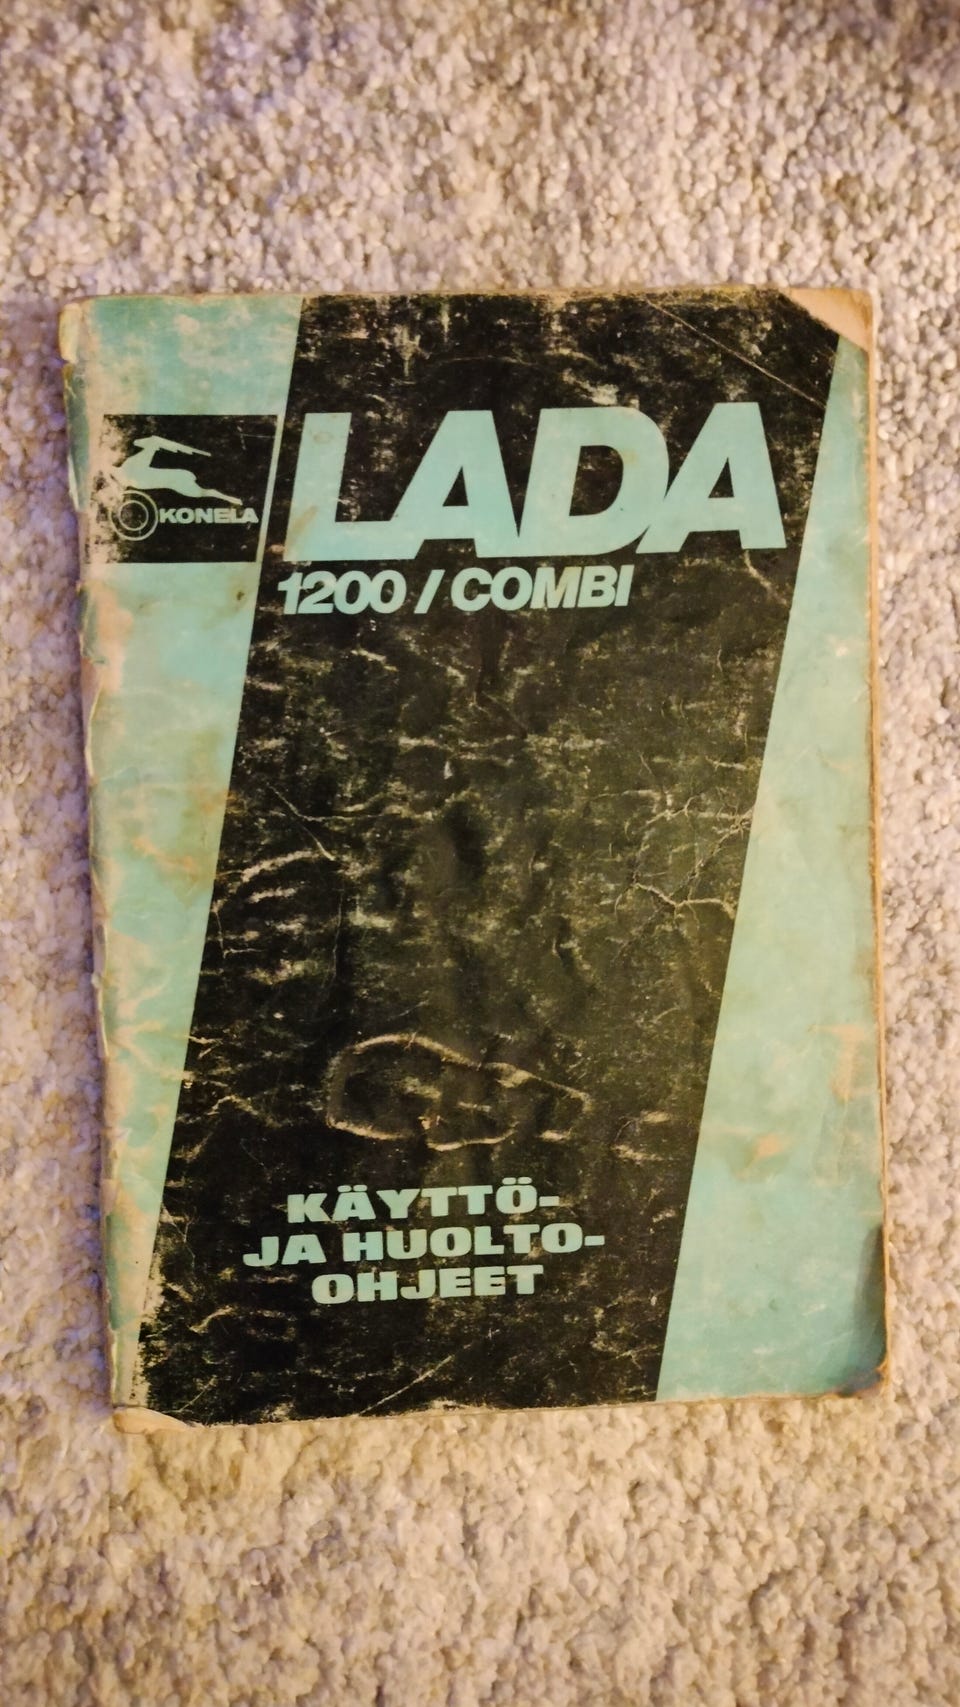 KONELA
LADA
1200 / COMBI
KÄYTTÖ-
JA HUOLTO-
OHJEET